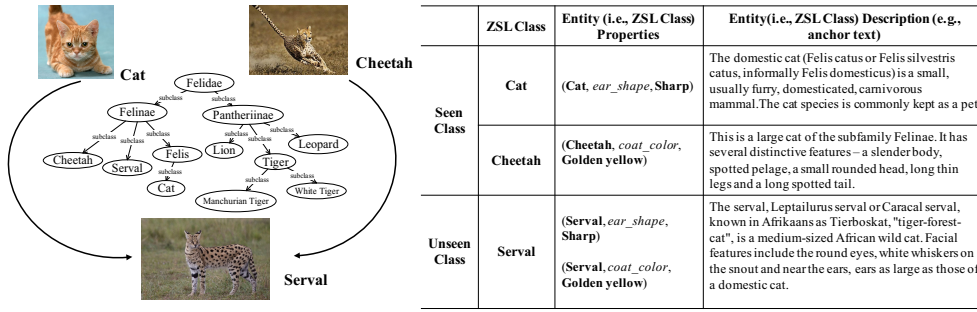 Cat
Cheetah
Felidae
subclass
subclass
Felinae
Pantheriinae
subclass
subclass
subclass
subclass
subclass
subclass
Cheetah
Serval
Felis
Lion
Tiger
Leopard
subclass
subclass
subclass
Cat
Manchurian Tiger
White Tiger
Serval
ZSL Class
Entity (i.e., ZSL Class)
Properties
Entity(i.e., ZSL Class) Description (e.g.,
anchor text)
Seen
Class
Cat
(Cat, ear_shape, Sharp)
The domestic cat (Felis catus or Felis silvestris
catus, informally Felis domesticus) is a small,
usually furry, domesticated, carnivorous
mammal.The cat species is commonly kept as a pet
Cheetah
(Cheetah, coat_color,
Golden yellow)
This is a large cat of the subfamily Felinae. It has
several distinctive features – a slender body,
spotted pelage, a small rounded head, long thin
legs and a long spotted tail.
Unseen
Class
Serval
(Serval, ear_shape,
Sharp)
(Serval, coat_color,
Golden yellow)
The serval, Leptailurus serval or Caracal serval,
known in Afrikaans as Tierboskat, "tiger-forest-
cat", is a medium-sized African wild cat. Facial
features include the round eyes, white whiskers on
the snout and near the ears, ears as large as those of
a domestic cat.